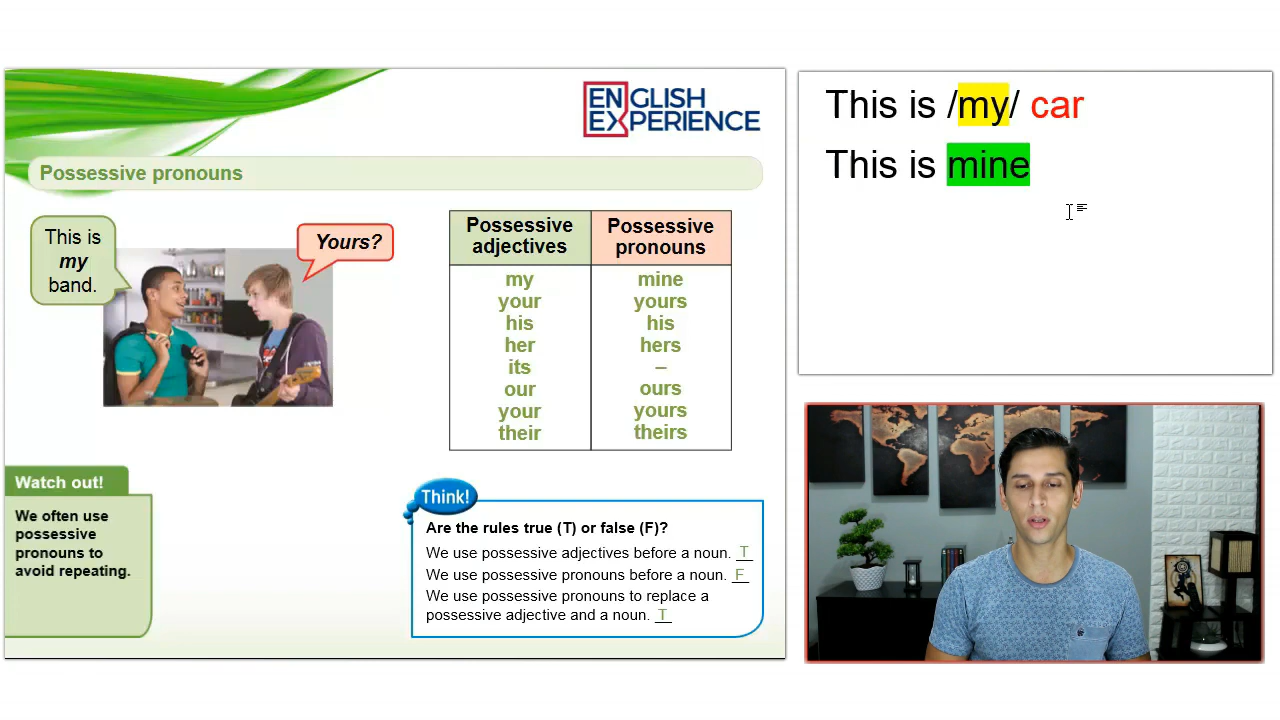 ENGLISH
EXPERIENCE
Possessive pronouns
This is
my
band.
Yours?
Possessive adjectives
Possessive pronouns
my mine
your yours
his his
her hers
its –
our ours
your yours
their theirs
Watch out!
We often use
possessive
pronouns to
avoid repeating.
Think!
Are the rules true (T) or false (F)?
We use possessive adjectives before a noun. T
We use possessive pronouns before a noun. F
We use possessive pronouns to replace a
possessive adjective and a noun. T
This is /my/ car
This is mine